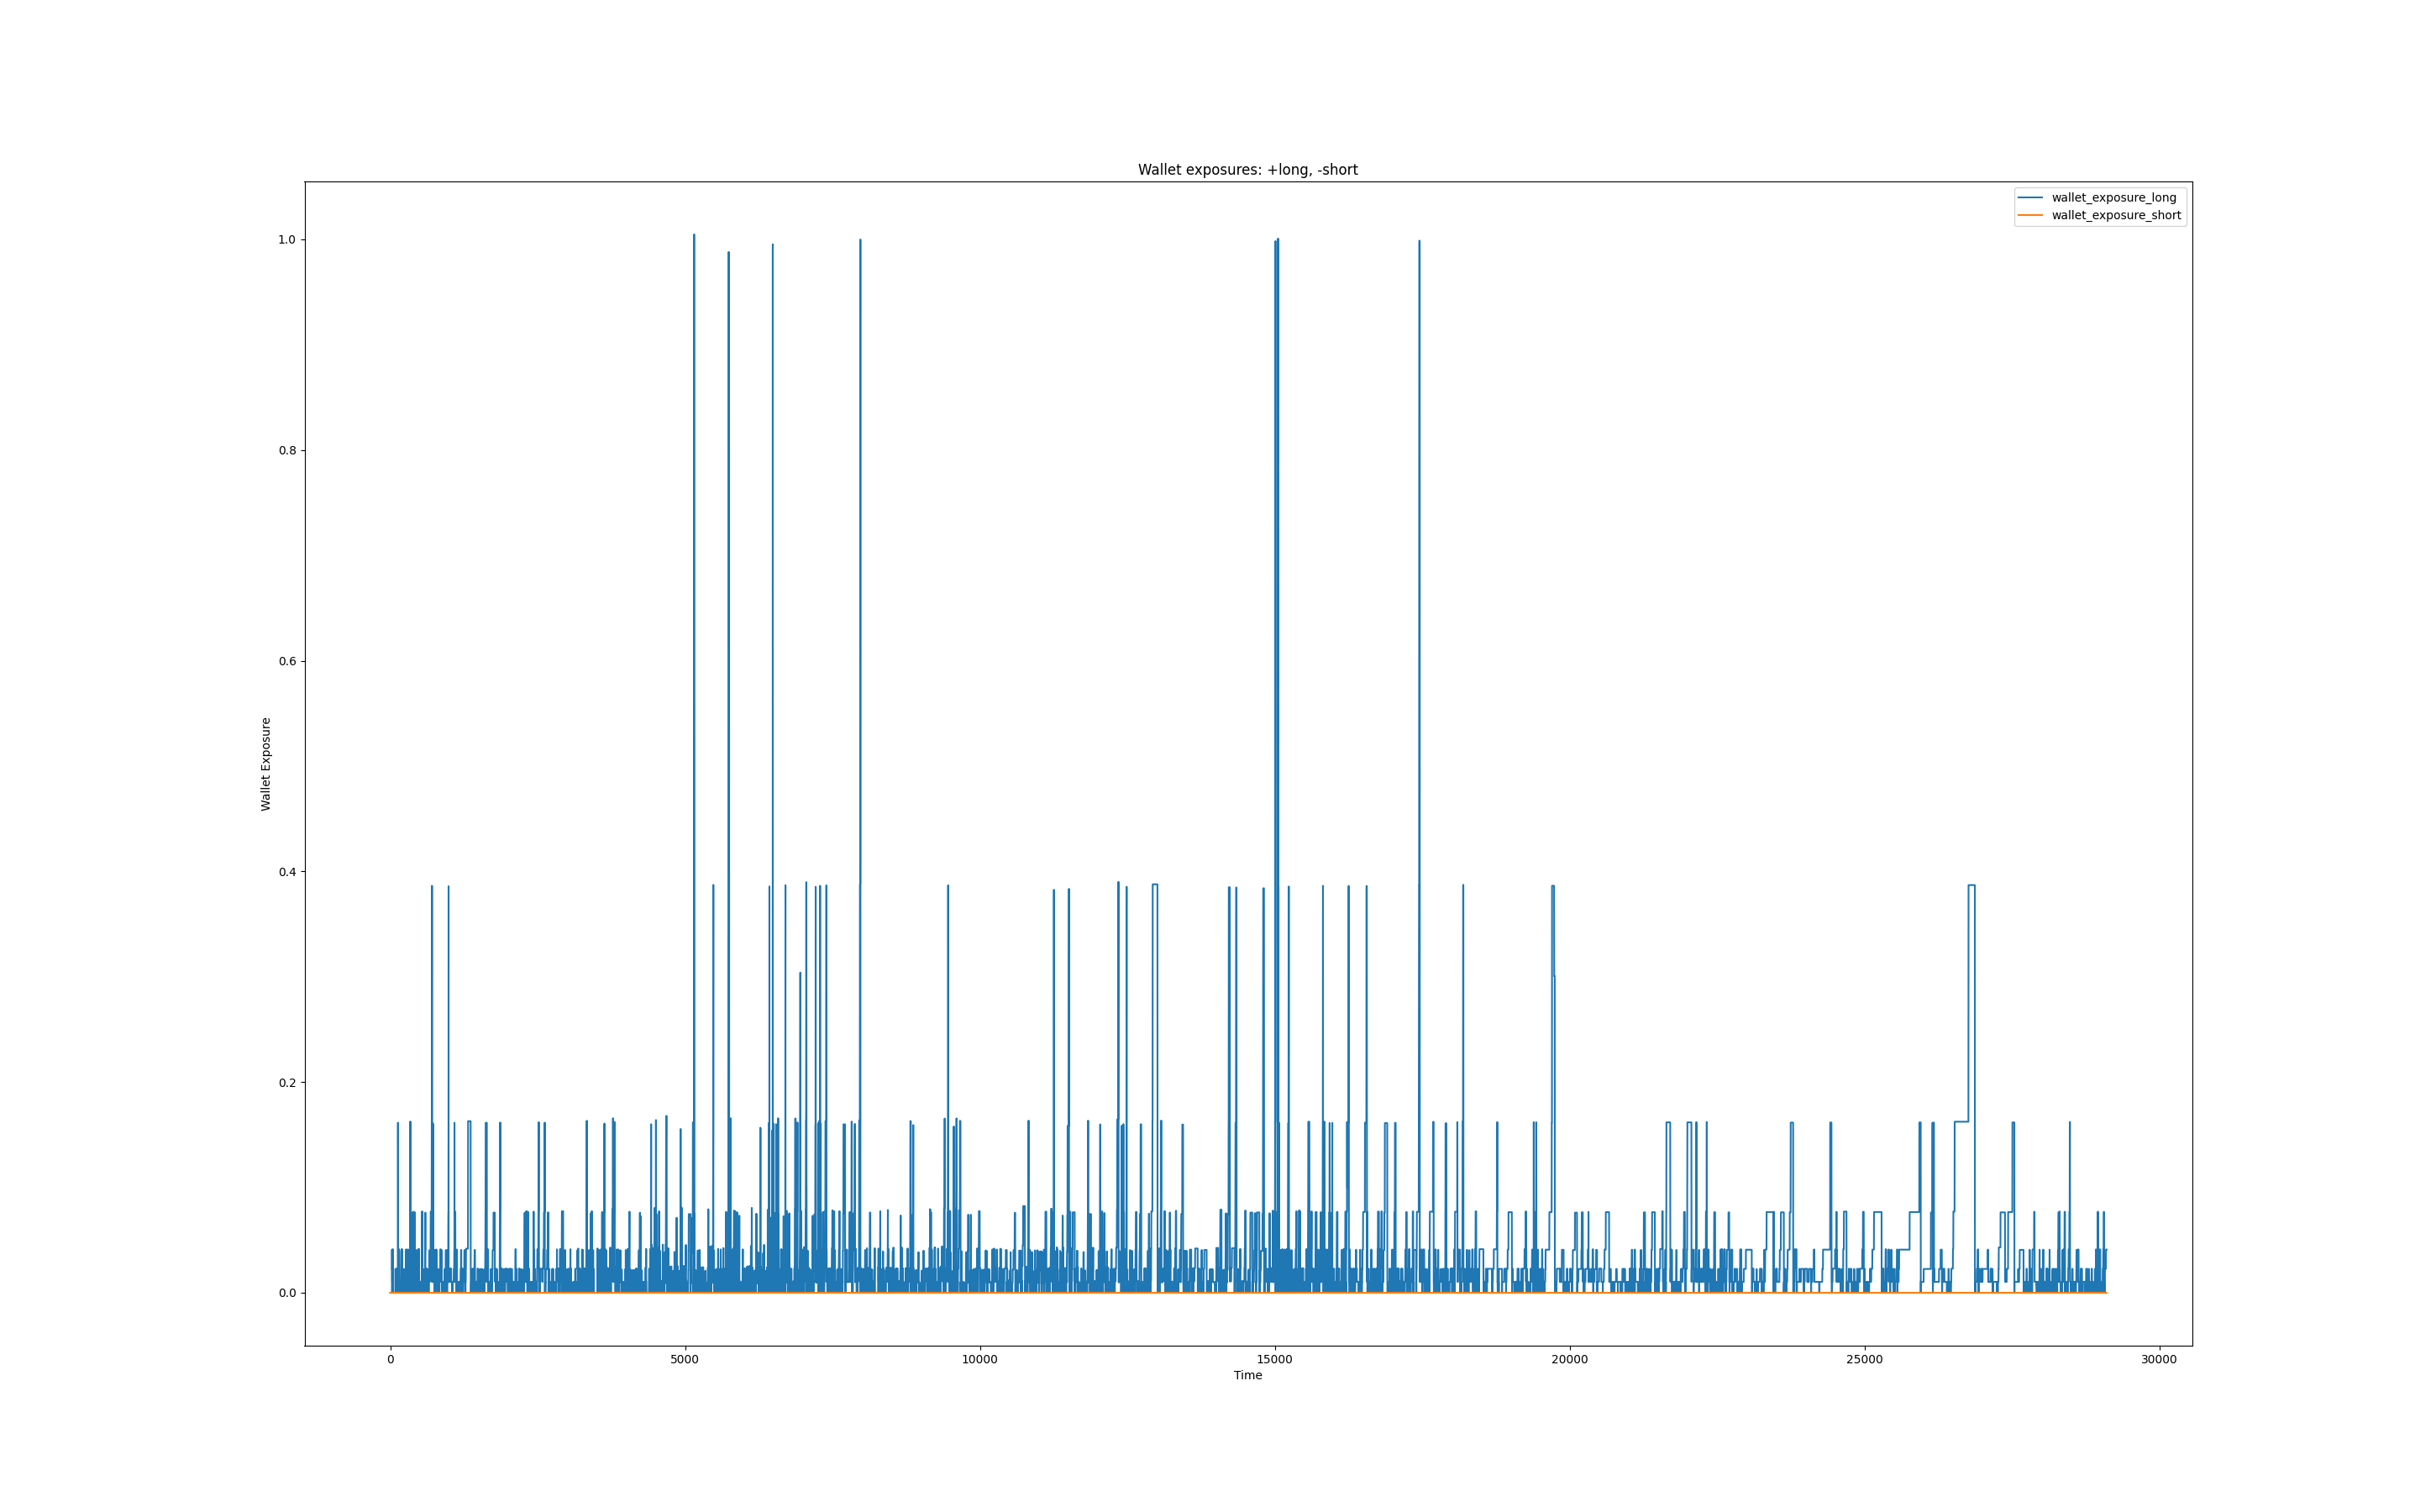 Wallet exposures: +long, -short
wallet_exposure_long
wallet_exposure_short
1.0
0.8
0.6
0.4
0.2
0.0
Wallet Exposure
0 5000 10000 15000 20000 25000 30000
Time